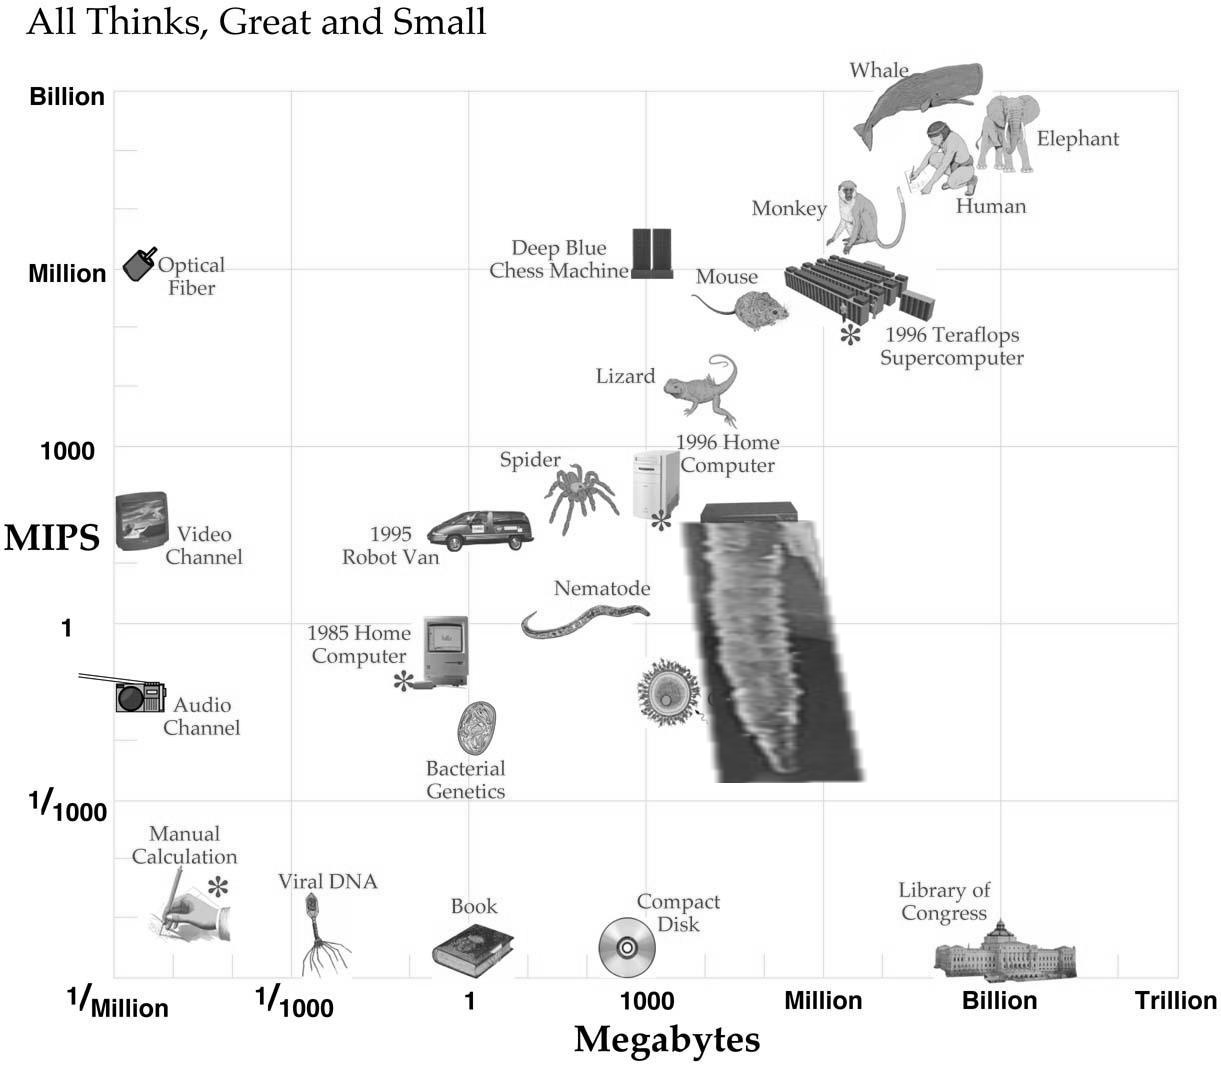 All Thinks, Great and Small
Whale
Billion
Elephant
Human
Monkey
Deep Blue
Chess Machine
Optical
Fiber
Million
Mouse
1996 Teraflops
Supercomputer
Lizard
1000
1996 Home
Computer
Spider
Video
Channel
MIPS
1995
Robot Van
Nematode
1
1985 Home
Computer
Audio
Channel
Bacterial
Genetics
1/1000
Manual
Calculation
Viral DNA
Book
Compact
Disk
Library of
Congress
1/Million
1/1000
1
1000
Million
Billion
Trillion
Megabytes